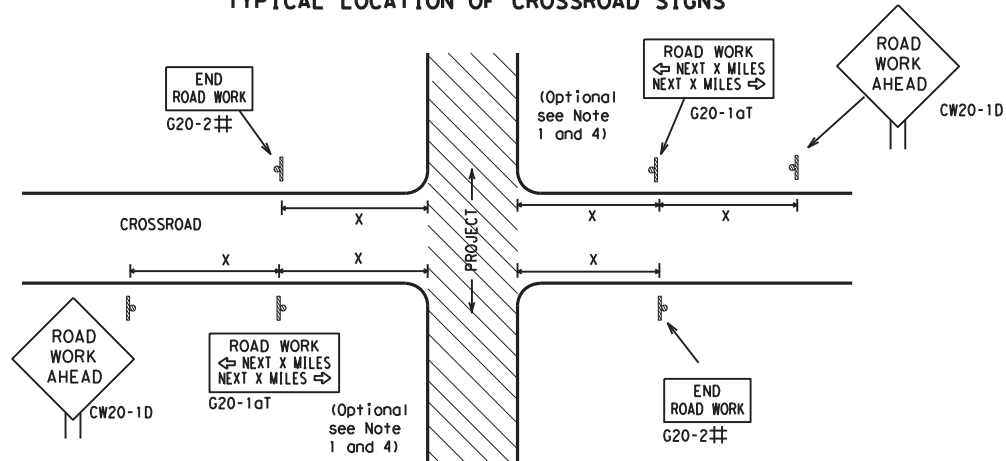 TYPICAL LOCATION OF CROSSROAD SIGNS
END
ROAD WORK
G20-2#
ROAD WORK
⇦ NEXT X MILES
NEXT X MILES ⇨
G20-1aT
(Optional
see Note
1 and 4)
ROAD
WORK
AHEAD
CW20-1D
X
X
X
CROSSROAD
PROJECT
X
X
X
ROAD
WORK
AHEAD
CW20-1D
ROAD WORK
⇦ NEXT X MILES
NEXT X MILES ⇨
G20-1aT
(Optional
see Note
1 and 4)
END
ROAD WORK
G20-2#